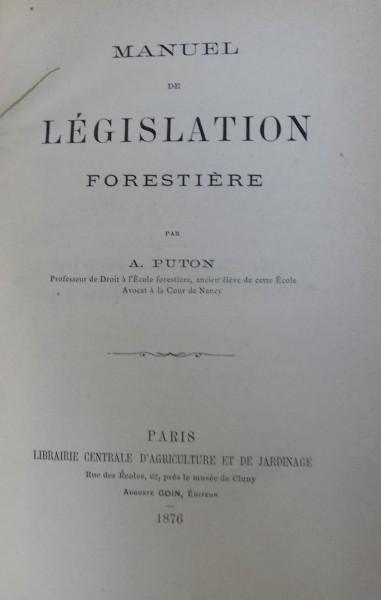 MANUEL
DE
LÉGISLATION
FORESTIÈRE
PAR
A. PUTON
Professeur de Droit à l'École forestière, ancien élève de cette École
Avocat à la Cour de Nancy
PARIS
LIBRAIRIE CENTRALE D'AGRICULTURE ET DE JARDINAGE
Rue des Écoles, 62, près le musée de Cluny
Auguste GOIN, Éditeur
—
1876